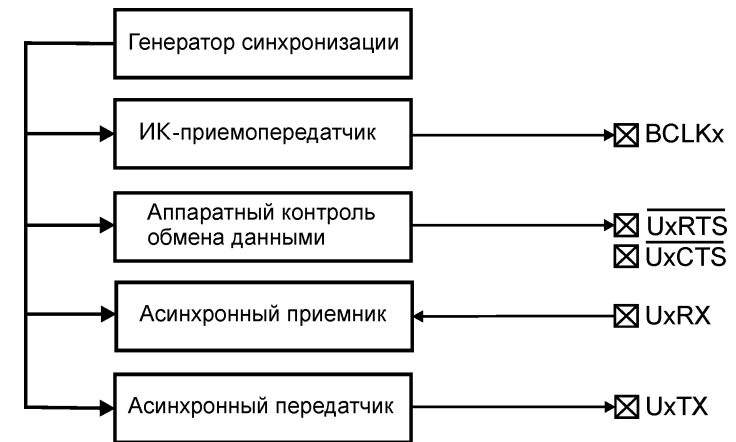 Генератор синхронизации
ИК-приемопередатчик
BCLKx
Аппаратный контроль
обмена данными
UxRTS
UxCTS
Асинхронный приемник
UxRX
Асинхронный передатчик
UxTX